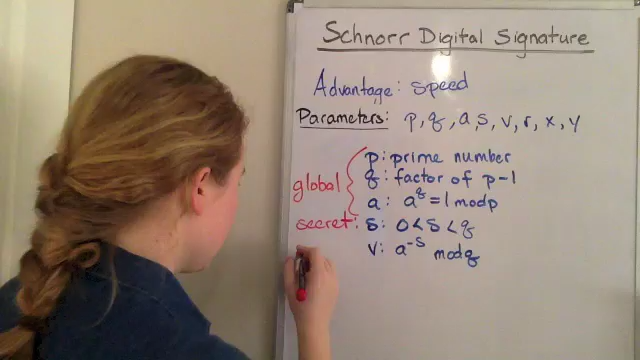 Schnorr Digital Signature
Advantage: speed
Parameters: p, q, a, s, v, r, x, y
global { p: prime number
q: factor of p-1
a: a^q = 1 mod p
secret: s: 0 < s < q
v: a^-s mod q